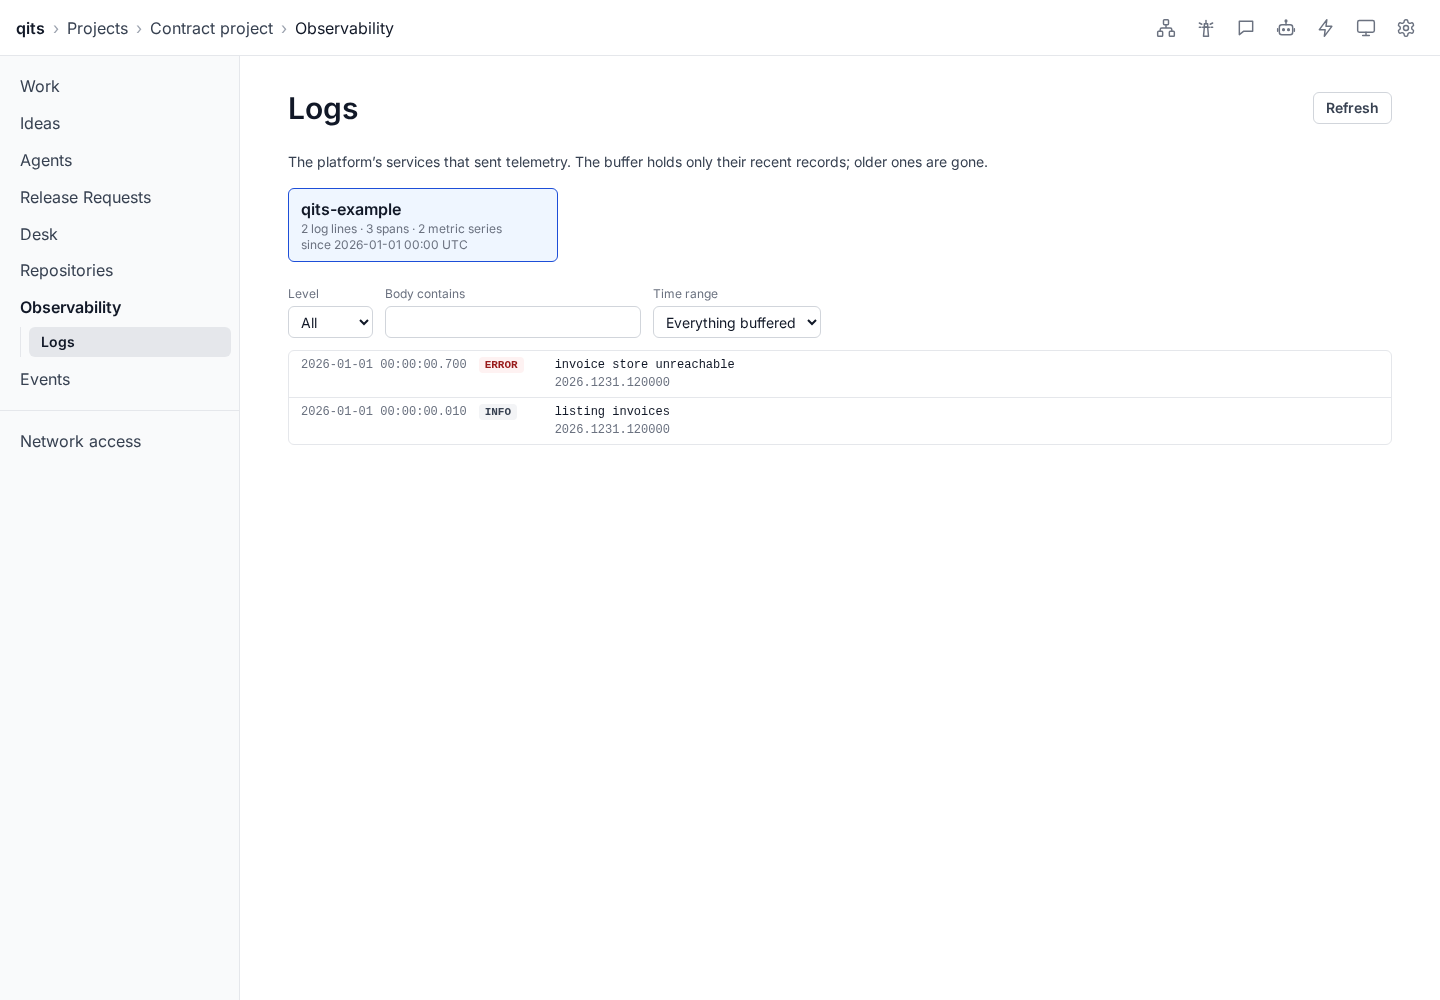 qits › Projects › Contract project › Observability
Work
Ideas
Agents
Release Requests
Desk
Repositories
Observability
Logs
Events
Network access
Logs
Refresh
The platform’s services that sent telemetry. The buffer holds only their recent records; older ones are gone.
qits-example
2 log lines · 3 spans · 2 metric series
since 2026-01-01 00:00 UTC
Level
Body contains
Time range
All
Everything buffered
2026-01-01 00:00:00.700 ERROR invoice store unreachable
2026.1231.120000
2026-01-01 00:00:00.010 INFO listing invoices
2026.1231.120000